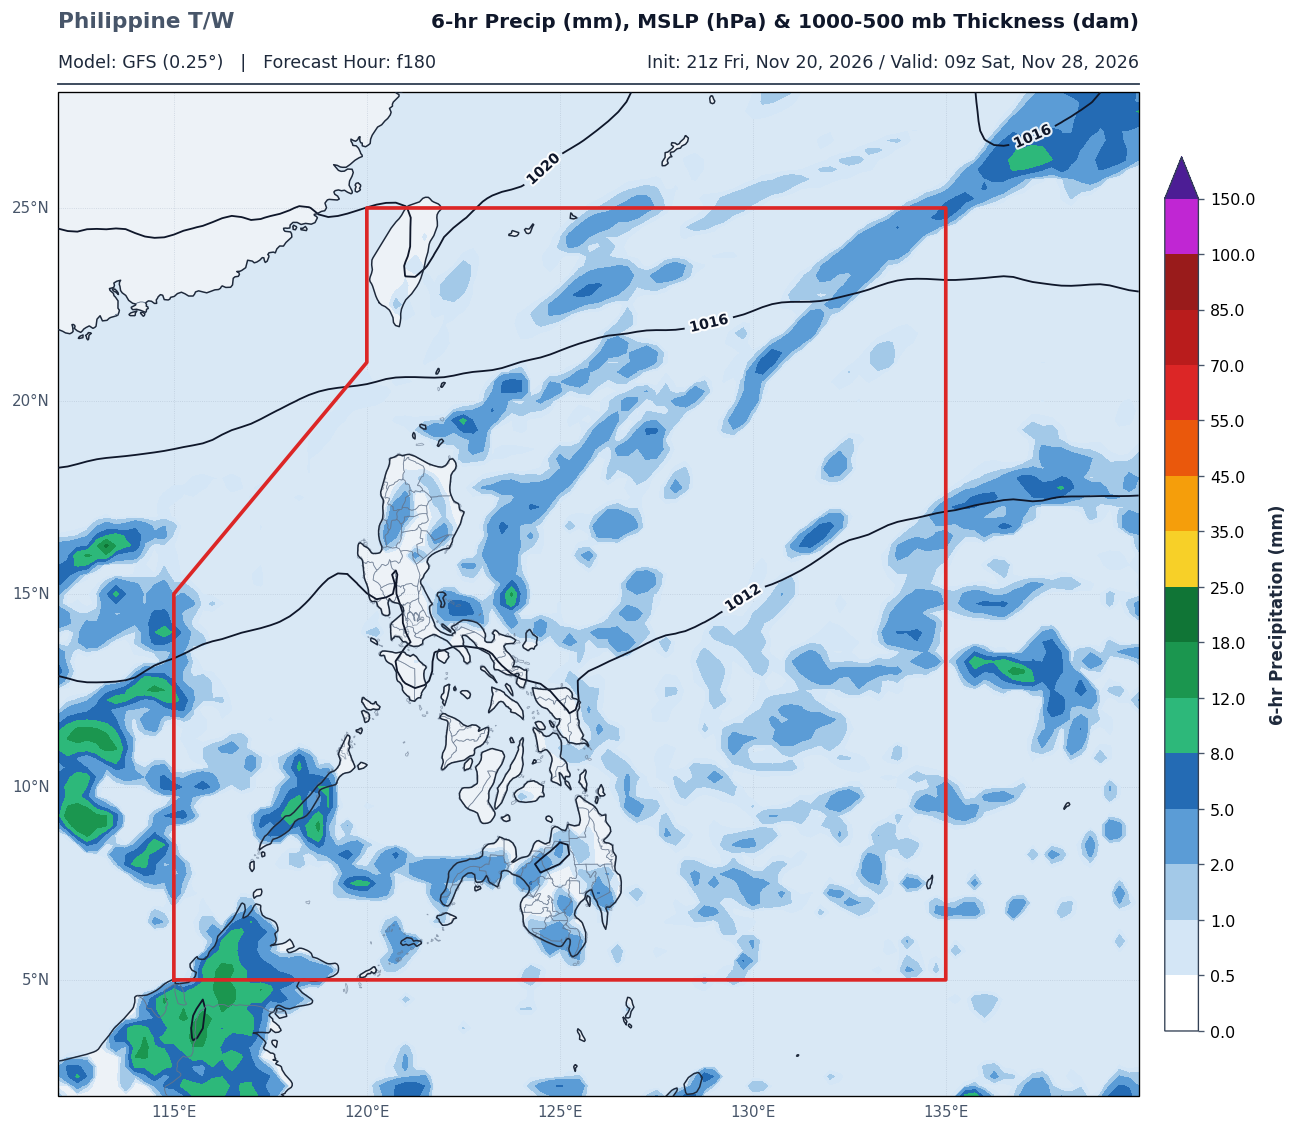 Philippine T/W
6-hr Precip (mm), MSLP (hPa) & 1000-500 mb Thickness (dam)
Model: GFS (0.25°) | Forecast Hour: f180
Init: 21z Fri, Nov 20, 2026 / Valid: 09z Sat, Nov 28, 2026
1016
1020
1016
1012
25°N
20°N
15°N
10°N
5°N
115°E
120°E
125°E
130°E
135°E
150.0
100.0
85.0
70.0
55.0
45.0
35.0
25.0
18.0
12.0
8.0
5.0
2.0
1.0
0.5
0.0
6-hr Precipitation (mm)